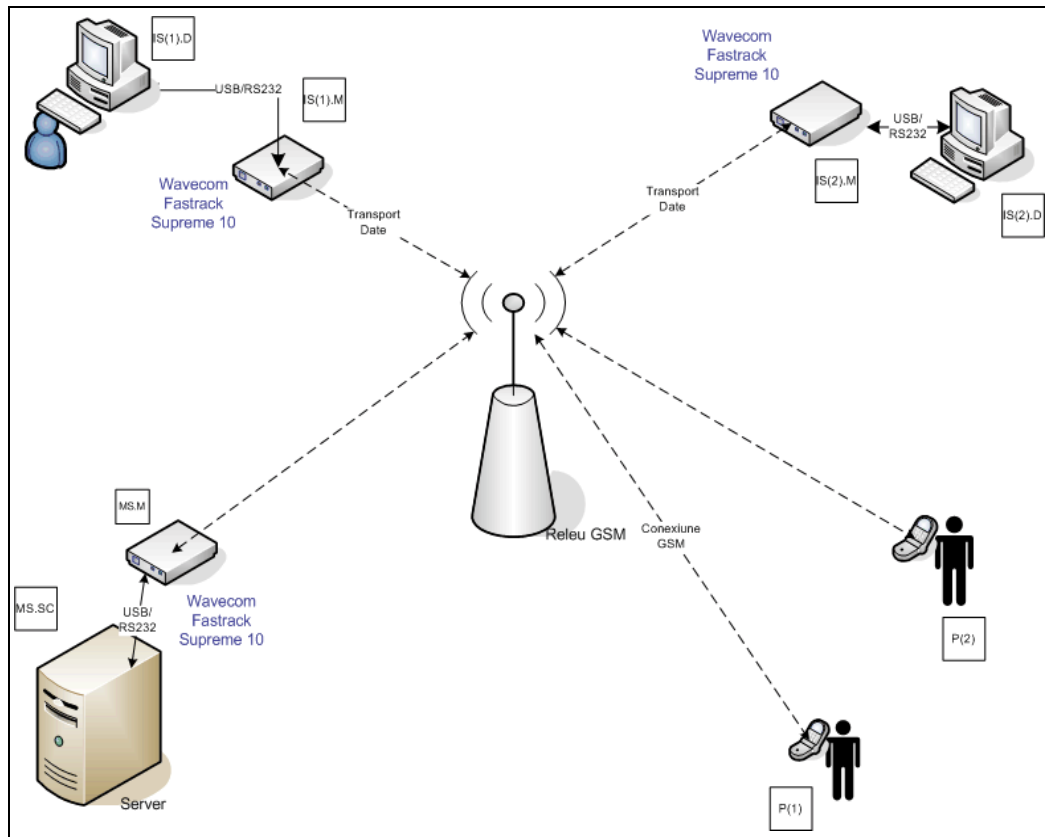 IS(1).D
USB/RS232
IS(1).M
Wavecom
Fastrack
Supreme 10
Transport
Date
Wavecom
Fastrack
Supreme 10
USB/
RS232
IS(2).M
IS(2).D
Transport
Date
Releu GSM
Conexiune
GSM
MS.M
MS.SC
USB/
RS232
Wavecom
Fastrack
Supreme 10
Server
P(2)
P(1)